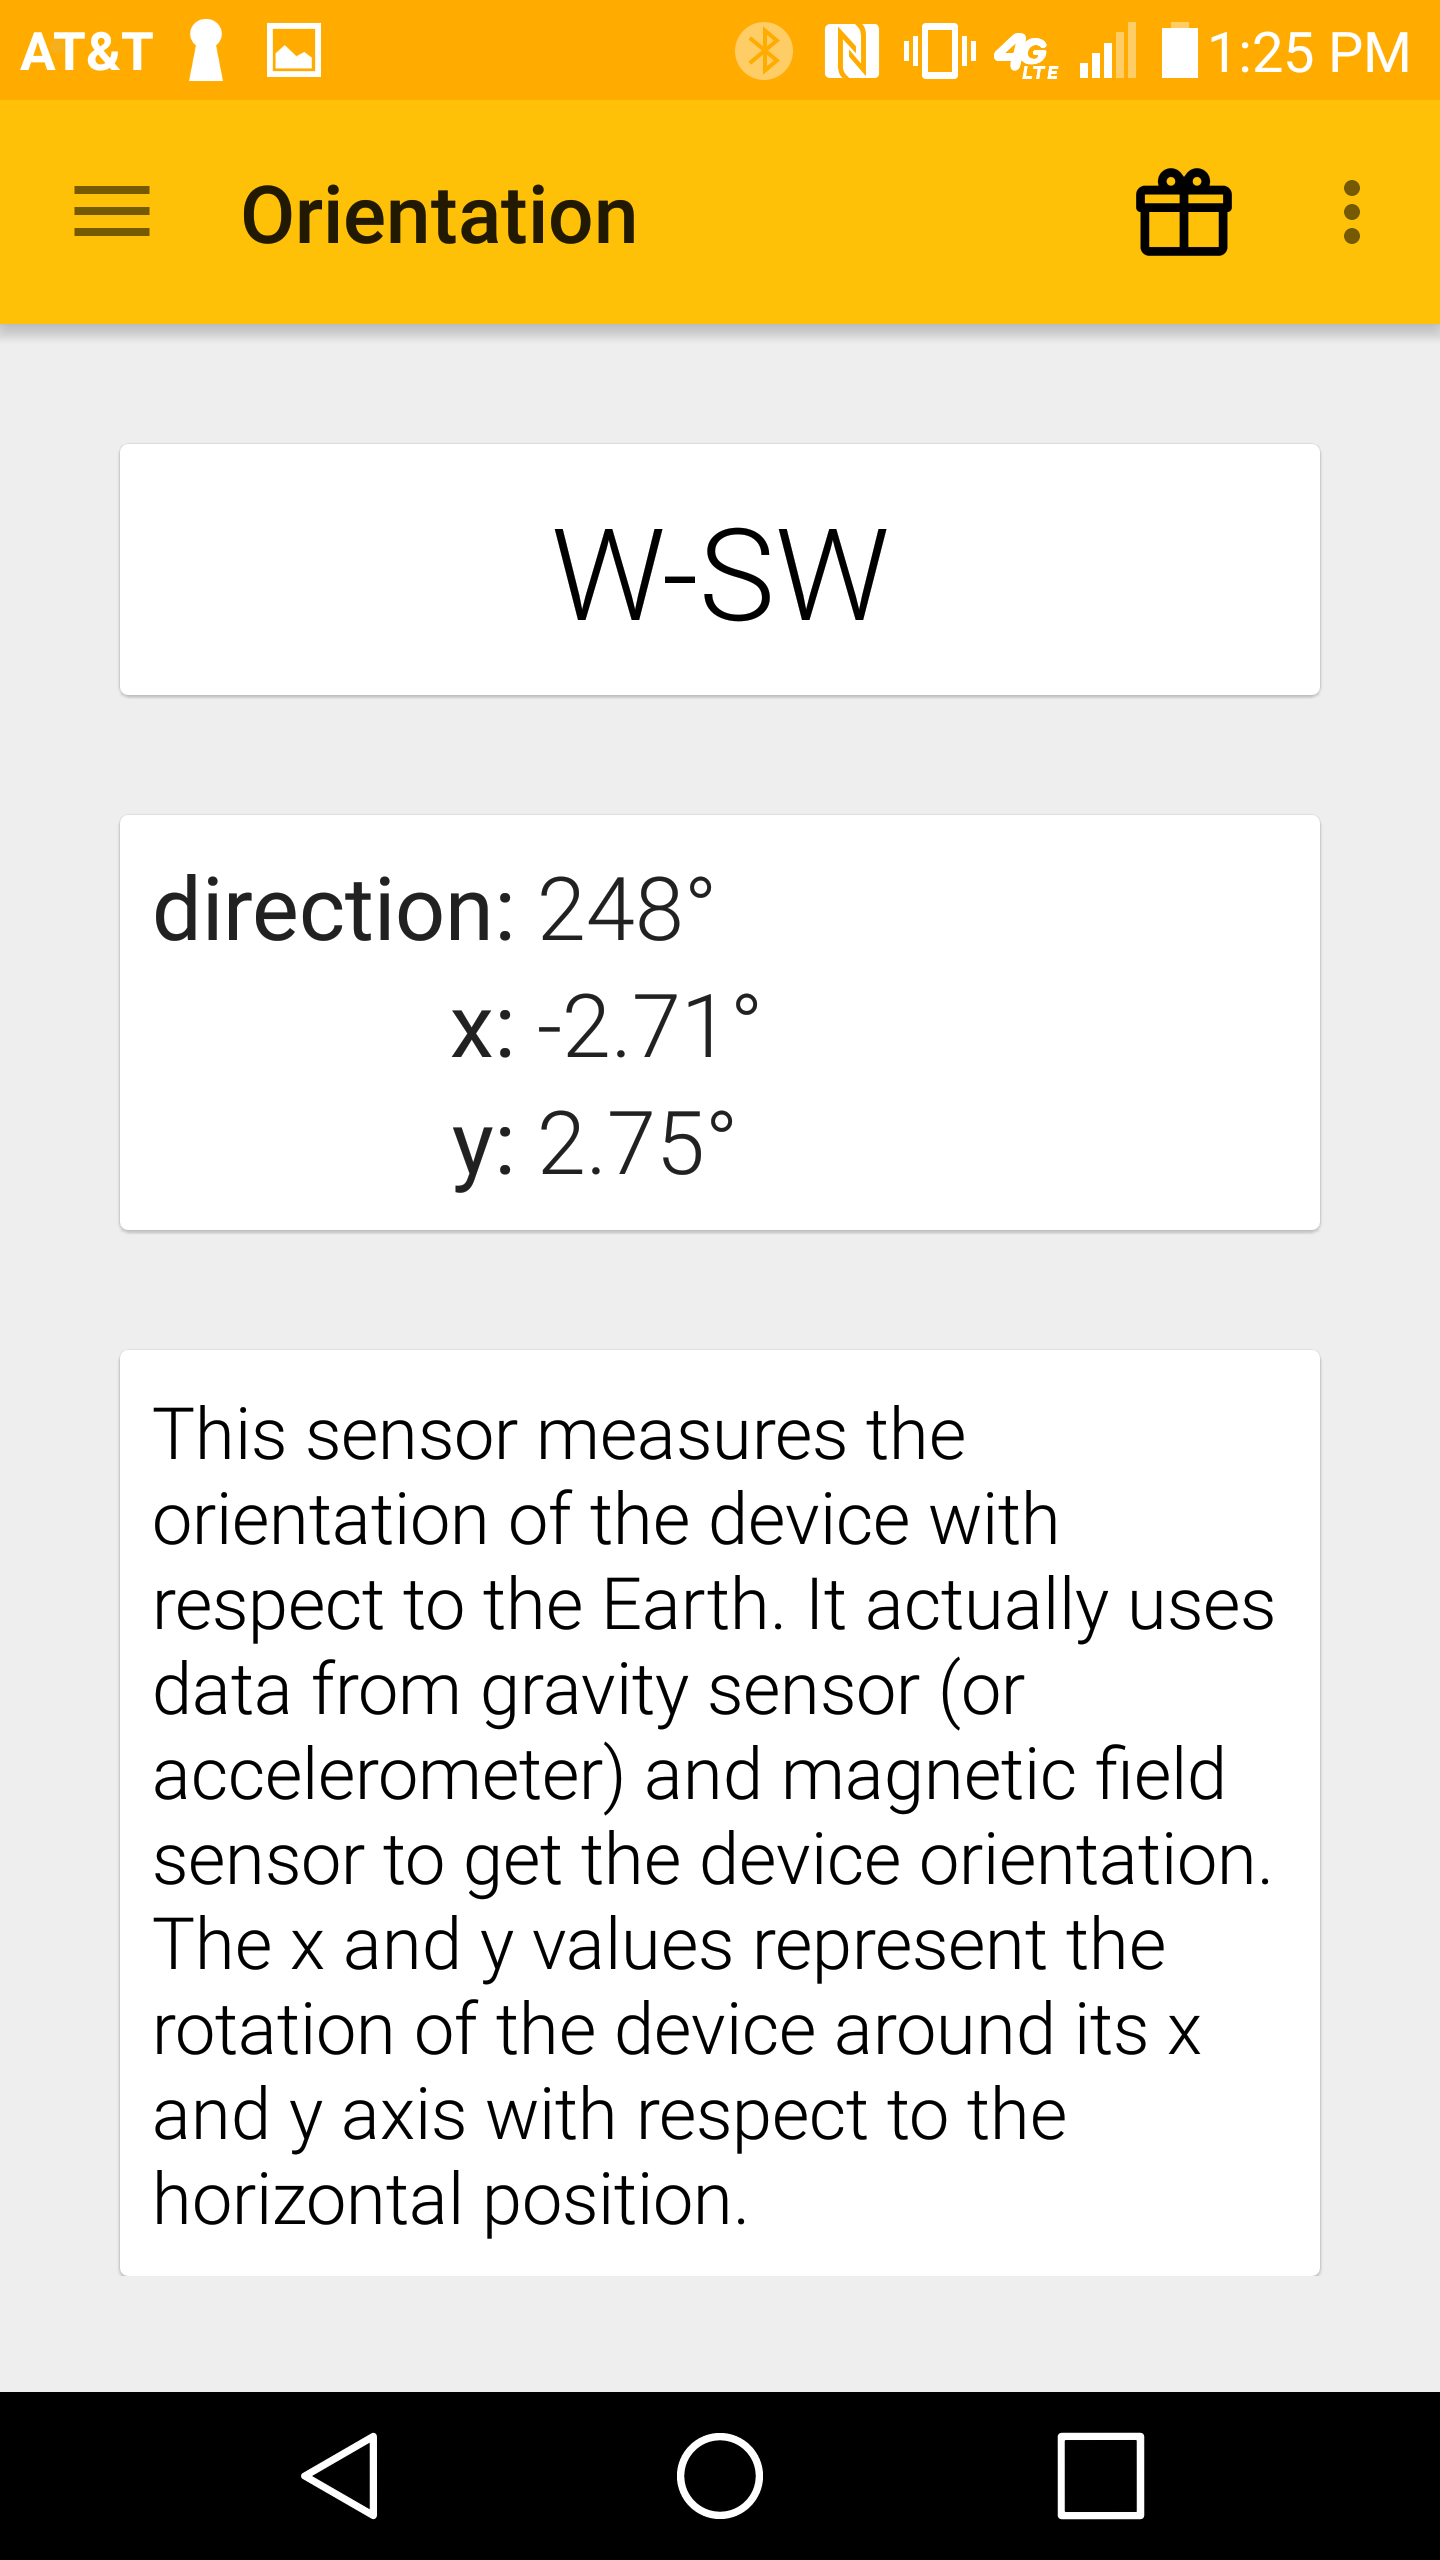 AT&T 4G LTE 1:25 PM
Orientation
W-SW
direction: 248°
x: -2.71°
y: 2.75°
This sensor measures the
orientation of the device with
respect to the Earth. It actually uses
data from gravity sensor (or
accelerometer) and magnetic field
sensor to get the device orientation.
The x and y values represent the
rotation of the device around its x
and y axis with respect to the
horizontal position.